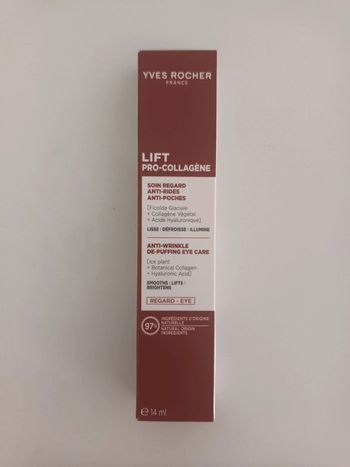 YVES ROCHER
FRANCE
LIFT
PRO-COLLAGÈNE
SOIN REGARD
ANTI-RIDES
ANTI-POCHES
[Ficoïde Glaciale
+ Collagène Végétal
+ Acide Hyaluronique]
LISSE | DÉFROISSE | ILLUMINE
ANTI-WRINKLE
DE-PUFFING EYE CARE
[Ice plant
+ Botanical Collagen
+ Hyaluronic Acid]
SMOOTHS | LIFTS |
BRIGHTENS
REGARD - EYE
97%
INGRÉDIENTS D'ORIGINE
NATURELLE
NATURAL ORIGIN
INGREDIENTS
℮ 14 ml